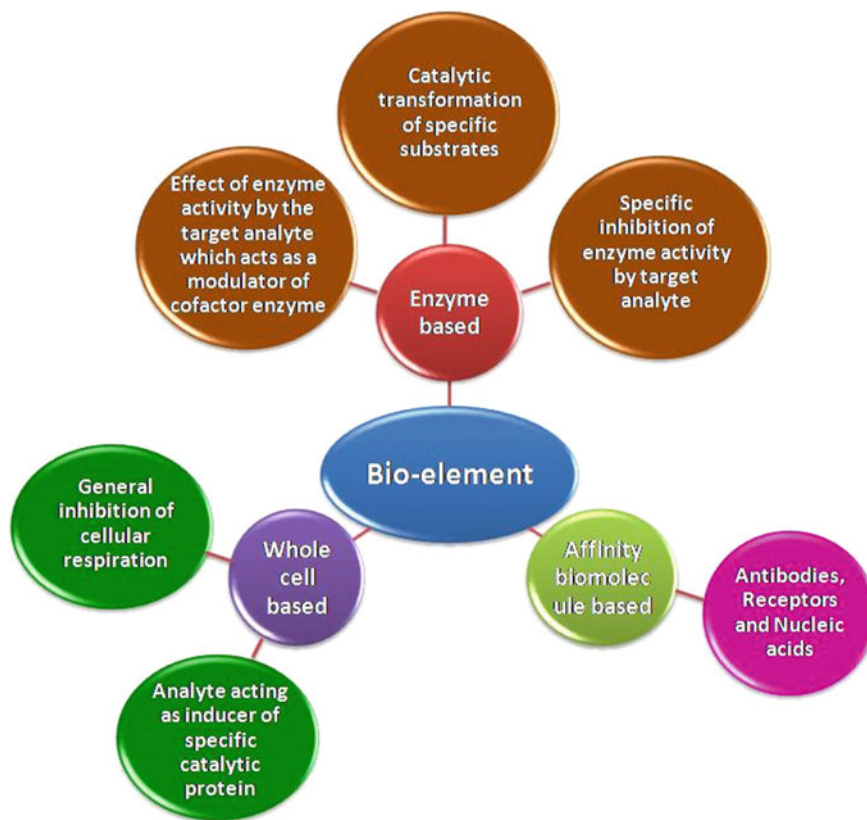 Catalytic
transformation
of specific
substrates
Effect of enzyme
activity by the
target analyte
which acts as a
modulator of
cofactor enzyme
Specific
inhibition of
enzyme activity
by target
analyte
Enzyme
based
Bio-element
General
inhibition of
cellular
respiration
Whole
cell
based
Affinity
biomolec
ule based
Antibodies,
Receptors
and Nucleic
acids
Analyte acting
as inducer of
specific
catalytic
protein